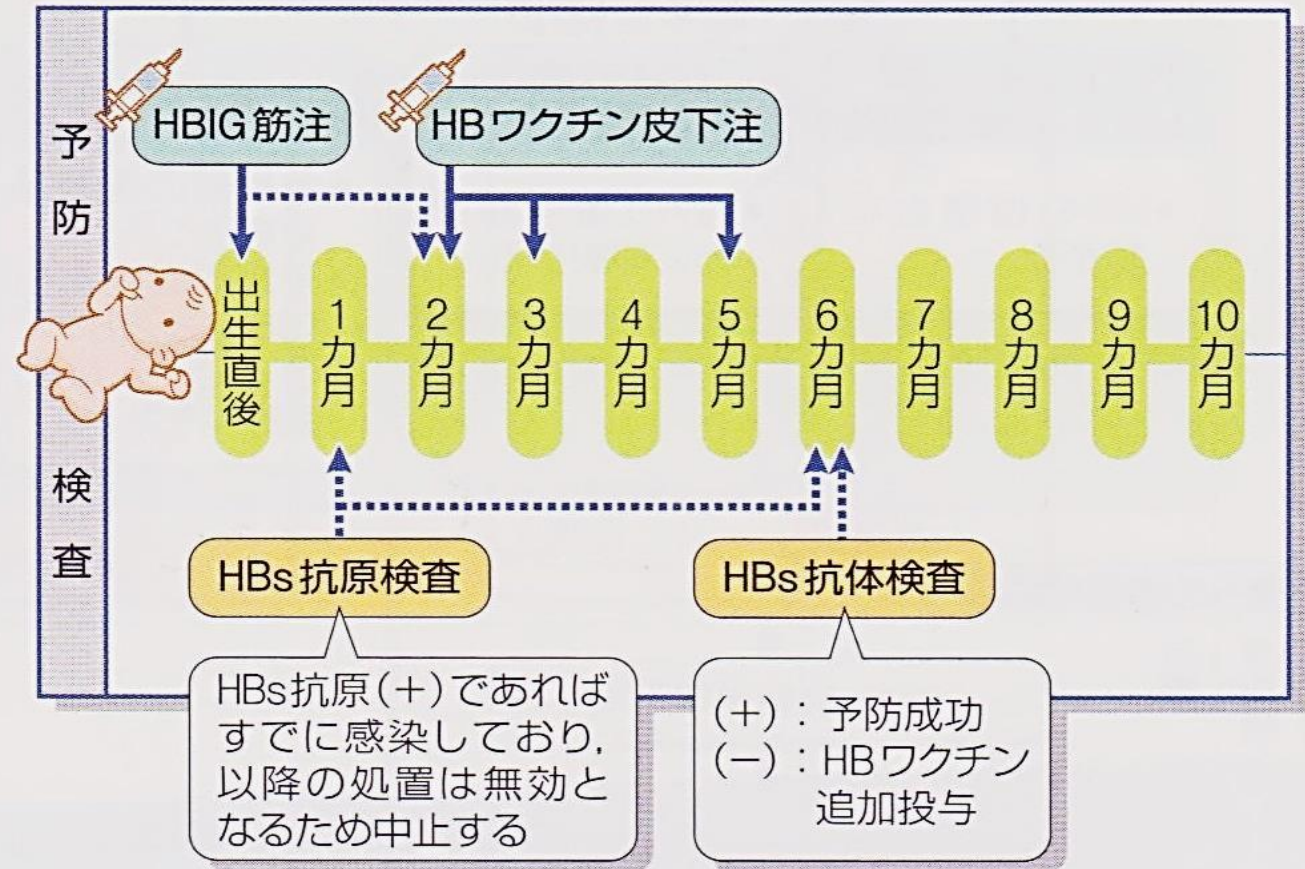 予防
HBIG筋注
HBワクチン皮下注
出生直後
1カ月
2カ月
3カ月
4カ月
5カ月
6カ月
7カ月
8カ月
9カ月
10カ月
検査
HBs抗原検査
HBs抗原(+)であれば
すでに感染しており,
以降の処置は無効と
なるため中止する
HBs抗体検査
(+):予防成功
(−):HBワクチン
追加投与